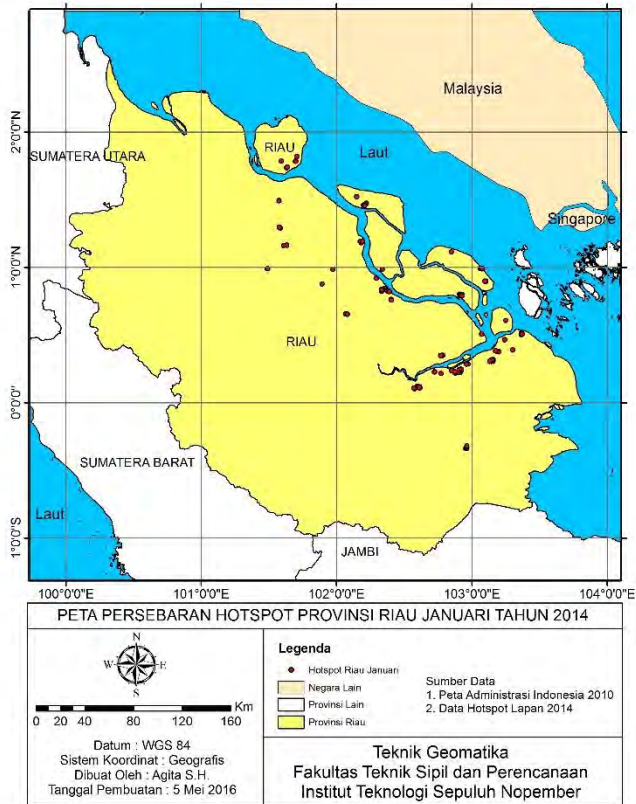 Malaysia
2°0'0"N
RIAU
Laut
SUMATERA UTARA
Singapore
1°0'0"N
RIAU
0°0'0"
SUMATERA BARAT
Laut
1°0'0"S
JAMBI
100°0'0"E 101°0'0"E 102°0'0"E 103°0'0"E 104°0'0"E
PETA PERSEBARAN HOTSPOT PROVINSI RIAU JANUARI TAHUN 2014
N
W E
S
Km
0 20 40 80 120 160
Datum : WGS 84
Sistem Koordinat : Geografis
Dibuat Oleh : Agita S.H.
Tanggal Pembuatan : 5 Mei 2016
Legenda
Hotspot Riau Januari
Negara Lain
Provinsi Lain
Provinsi Riau
Sumber Data
1. Peta Administrasi Indonesia 2010
2. Data Hotspot Lapan 2014
Teknik Geomatika
Fakultas Teknik Sipil dan Perencanaan
Institut Teknologi Sepuluh Nopember